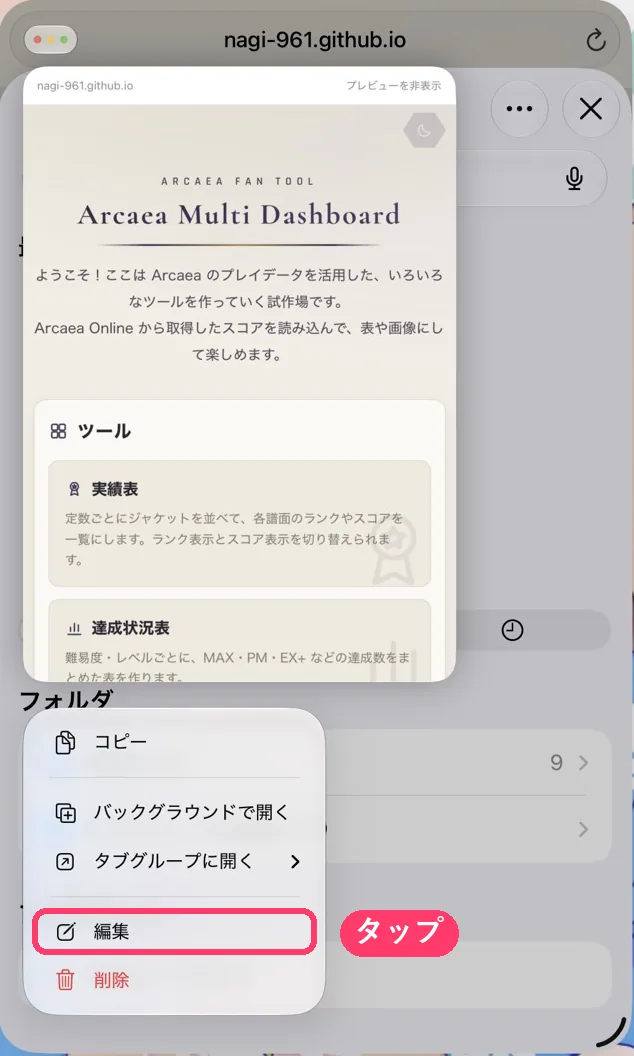 nagi-961.github.io
nagi-961.github.io
プレビューを非表示
ARCAEA FAN TOOL
Arcaea Multi Dashboard
ようこそ！ここは Arcaea のプレイデータを活用した、いろいろ
なツールを作っていく試作場です。
Arcaea Online から取得したスコアを読み込んで、表や画像にし
て楽しめます。
ツール
実績表
定数ごとにジャケットを並べて、各譜面のランクやスコアを
一覧にします。ランク表示とスコア表示を切り替えられま
す。
達成状況表
難易度・レベルごとに、MAX・PM・EX+ などの達成数をま
とめた表を作ります。
フォルダ
コピー
9
バックグラウンドで開く
タブグループに開く
編集
タップ
削除